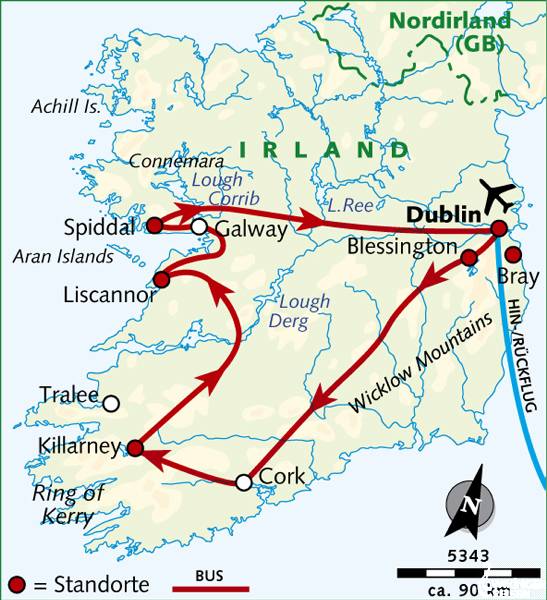 Nordirland
(GB)
Achill Is.
IRLAND
Connemara
Lough
Corrib
L.Ree
Dublin
Spiddal
Galway
Blessington
Aran Islands
Bray
Liscannor
Lough
Derg
HIN-/RÜCKFLUG
Wicklow Mountains
Tralee
Killarney
Cork
Ring of
Kerry
N
5343
= Standorte
BUS
ca. 90 km